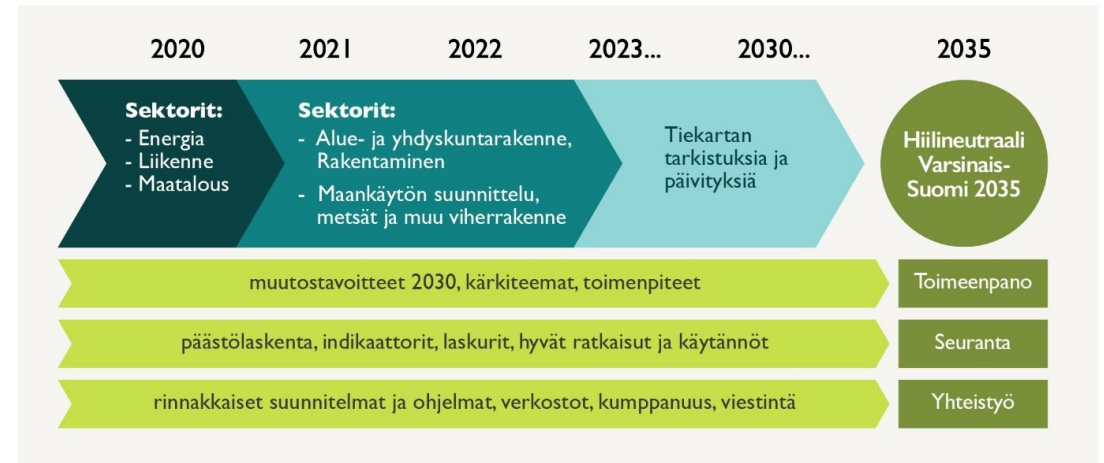 2020 2021 2022 2023... 2030... 2035
Sektorit:
- Energia
- Liikenne
- Maatalous
Sektorit:
- Alue- ja yhdyskuntarakenne,
Rakentaminen
- Maankäytön suunnittelu,
metsät ja muu viherrakenne
Tiekartan
tarkistuksia ja
päivityksiä
Hiilineutraali
Varsinais-
Suomi 2035
muutostavoitteet 2030, kärkiteemat, toimenpiteet
Toimeenpano
päästölaskenta, indikaattorit, laskurit, hyvät ratkaisut ja käytännöt
Seuranta
rinnakkaiset suunnitelmat ja ohjelmat, verkostot, kumppanuus, viestintä
Yhteistyö